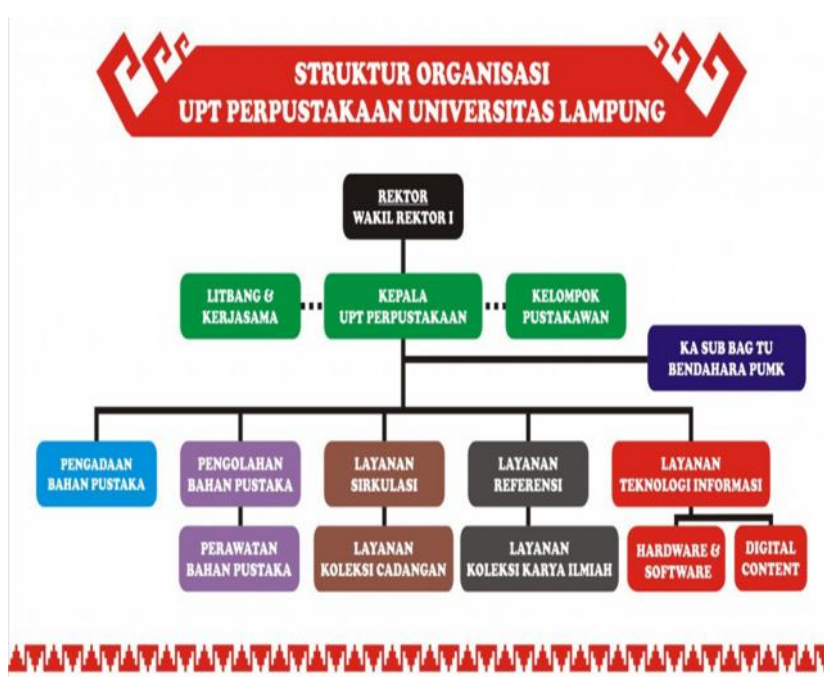 STRUKTUR ORGANISASI
UPT PERPUSTAKAAN UNIVERSITAS LAMPUNG
REKTOR
WAKIL REKTOR I
LITBANG &
KERJASAMA
KEPALA
UPT PERPUSTAKAAN
KELOMPOK
PUSTAKAWAN
KA SUB BAG TU
BENDAHARA PUMK
PENGADAAN
BAHAN PUSTAKA
PENGOLAHAN
BAHAN PUSTAKA
LAYANAN
SIRKULASI
LAYANAN
REFERENSI
LAYANAN
TEKNOLOGI INFORMASI
PERAWATAN
BAHAN PUSTAKA
LAYANAN
KOLEKSI CADANGAN
LAYANAN
KOLEKSI KARYA ILMIAH
HARDWARE &
SOFTWARE
DIGITAL
CONTENT